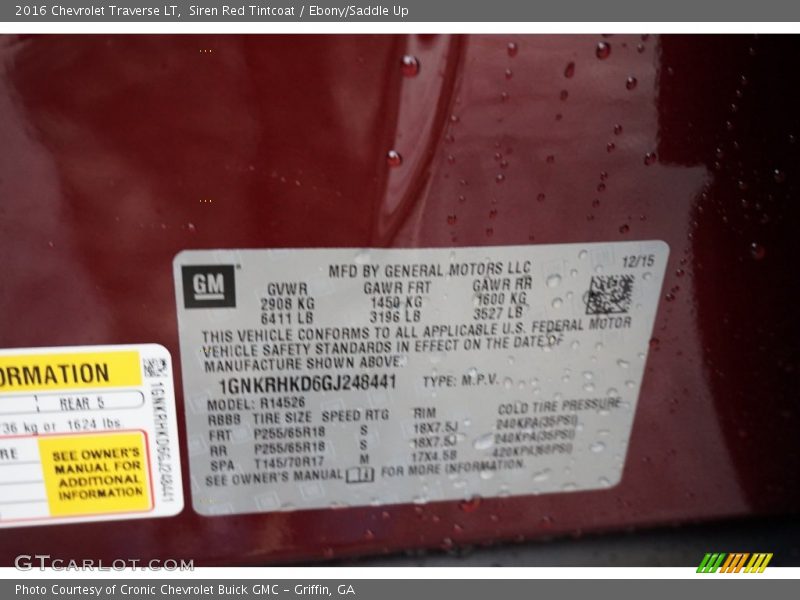 2016 Chevrolet Traverse LT, Siren Red Tintcoat / Ebony/Saddle Up
GM
MFD BY GENERAL MOTORS LLC
12/15
GVWR GAWR FRT GAWR RR
2908 KG 1450 KG 1600 KG
6411 LB 3196 LB 3527 LB
THIS VEHICLE CONFORMS TO ALL APPLICABLE U.S. FEDERAL MOTOR
VEHICLE SAFETY STANDARDS IN EFFECT ON THE DATE OF
MANUFACTURE SHOWN ABOVE.
1GNKRHKD6GJ248441 TYPE: M.P.V.
MODEL: R14526
RBBB TIRE SIZE SPEED RTG RIM COLD TIRE PRESSURE
FRT P255/65R18 S 18X7.5J 240KPA(35PSI)
RR P255/65R18 S 18X7.5J 240KPA(35PSI)
SPA T145/70R17 M 17X4.5B 420KPA(60PSI)
SEE OWNER'S MANUAL FOR MORE INFORMATION.
ORMATION
REAR 5
736 kg or 1624 lbs.
RE
SEE OWNER'S
MANUAL FOR
ADDITIONAL
INFORMATION
1GNKRHKD6GJ248441
GTCARLOT.COM
Photo Courtesy of Cronic Chevrolet Buick GMC - Griffin, GA